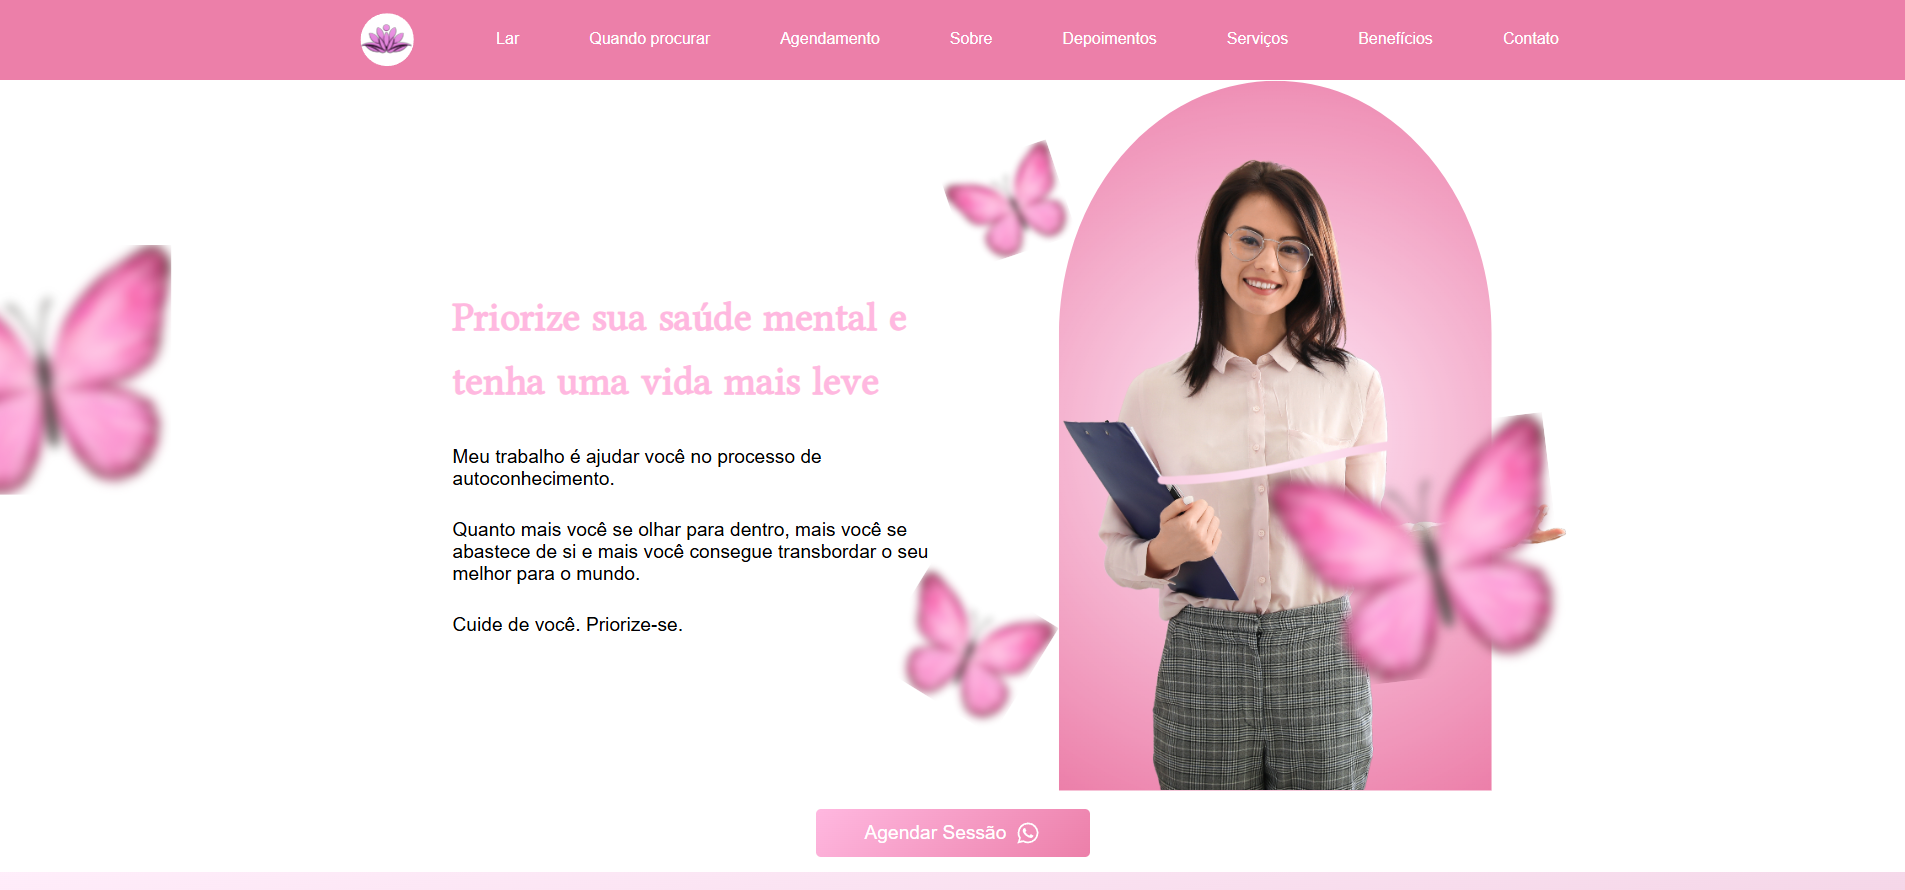 Lar
Quando procurar
Agendamento
Sobre
Depoimentos
Serviços
Benefícios
Contato
Priorize sua saúde mental e
tenha uma vida mais leve
Meu trabalho é ajudar você no processo de
autoconhecimento.
Quanto mais você se olhar para dentro, mais você se
abastece de si e mais você consegue transbordar o seu
melhor para o mundo.
Cuide de você. Priorize-se.
Agendar Sessão